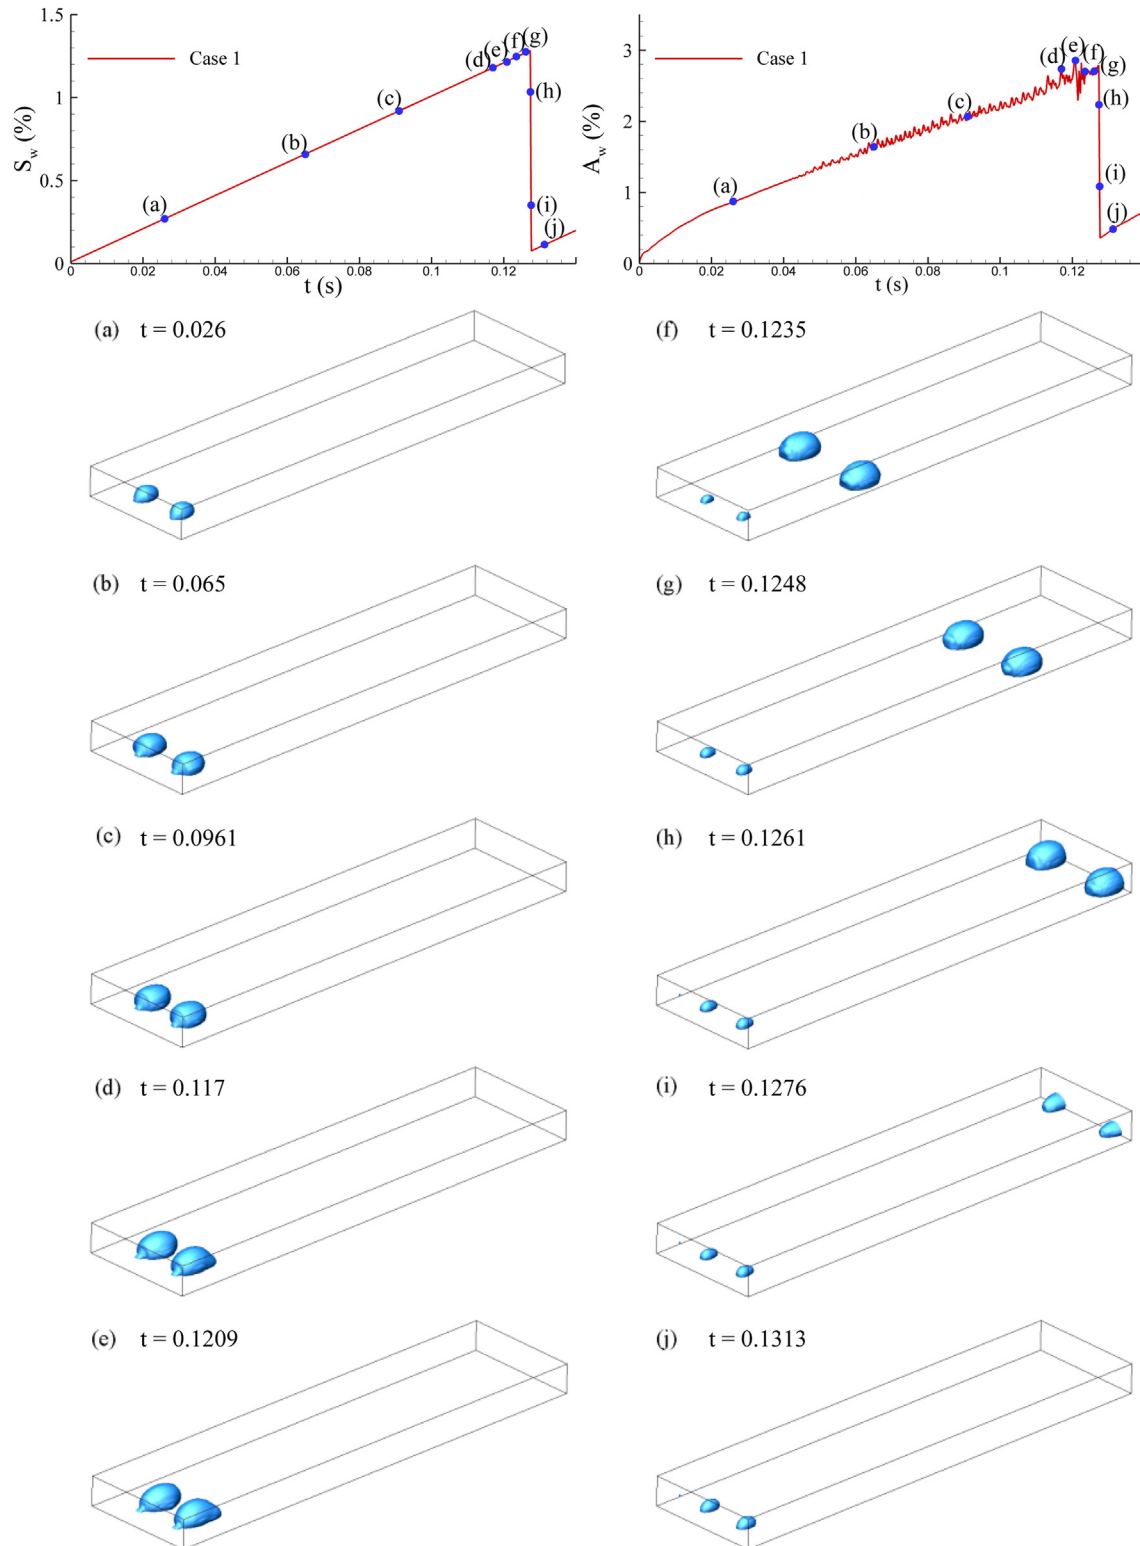 1.5
1
0.5
0
S_w (%)
Case 1
(a)
(b)
(c)
(d)
(e)
(f)
(g)
(h)
(i)
(j)
0
0.02
0.04
0.06
0.08
0.1
0.12
t (s)
3
2
1
0
A_w (%)
Case 1
(a)
(b)
(c)
(d)
(e)
(f)
(g)
(h)
(i)
(j)
0
0.02
0.04
0.06
0.08
0.1
0.12
t (s)
(a) t = 0.026
(f) t = 0.1235
(b) t = 0.065
(g) t = 0.1248
(c) t = 0.0961
(h) t = 0.1261
(d) t = 0.117
(i) t = 0.1276
(e) t = 0.1209
(j) t = 0.1313